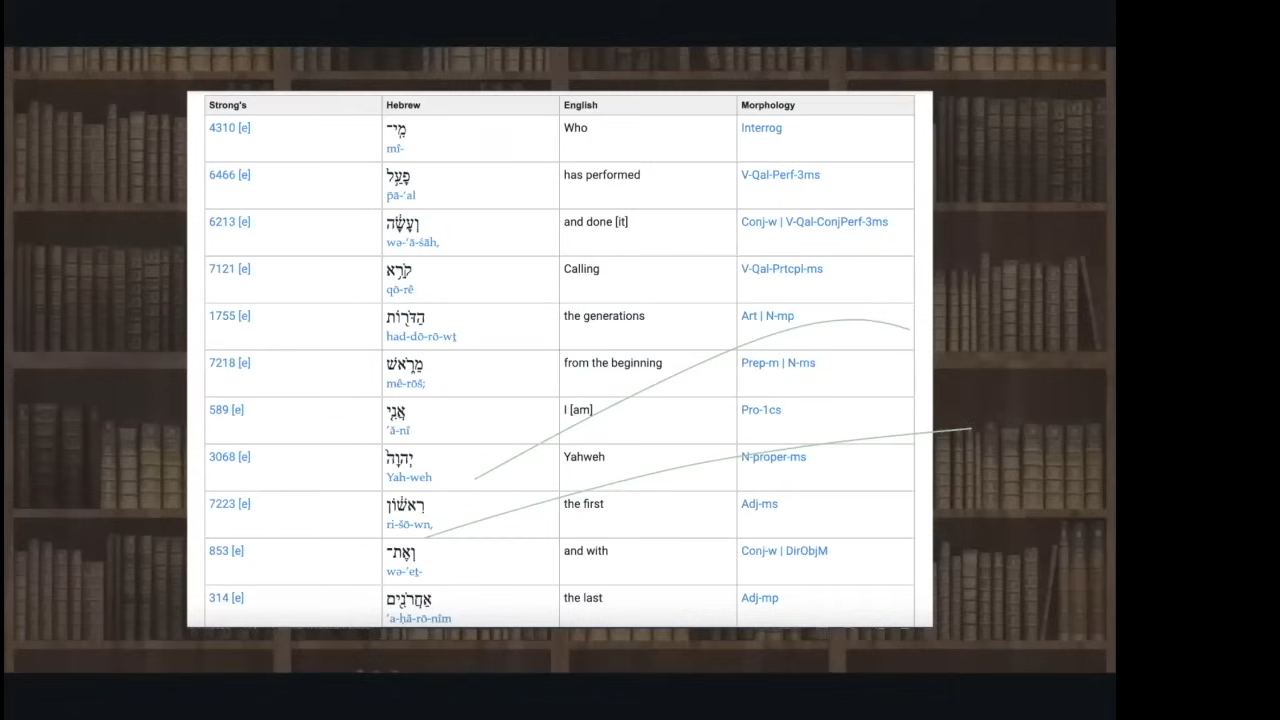 Strong's Hebrew English Morphology
4310 [e] מִֽי־ Who Interrog
mî-
6466 [e] פָעַ֣ל has performed V-Qal-Perf-3ms
p̄ā-‘al
6213 [e] וְעָשָׂ֔ה and done [it] Conj-w | V-Qal-ConjPerf-3ms
wə-‘ā-śāh,
7121 [e] קֹרֵ֥א Calling V-Qal-Prtcpl-ms
qō-rê
1755 [e] הַדֹּר֖וֹת the generations Art | N-mp
had-dō-rō-wṯ
7218 [e] מֵרֹ֑אשׁ from the beginning Prep-m | N-ms
mê-rōš;
589 [e] אֲנִ֤י I [am] Pro-1cs
’ă-nî
3068 [e] יְהוָה֙ Yahweh N-proper-ms
Yah-weh
7223 [e] רִאשׁ֔וֹן the first Adj-ms
ri-šō-wn,
853 [e] וְאֶת־ and with Conj-w | DirObjM
wə-’eṯ-
314 [e] אַחֲרֹנִ֖ים the last Adj-mp
’a-ḥă-rō-nîm